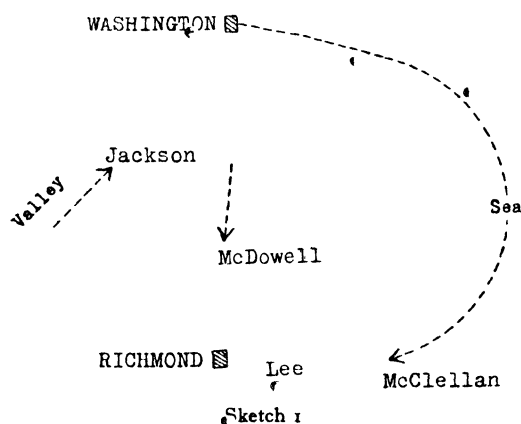 WASHINGTON
Jackson
Valley
Sea
McDowell
RICHMOND
Lee
McClellan
Sketch 1